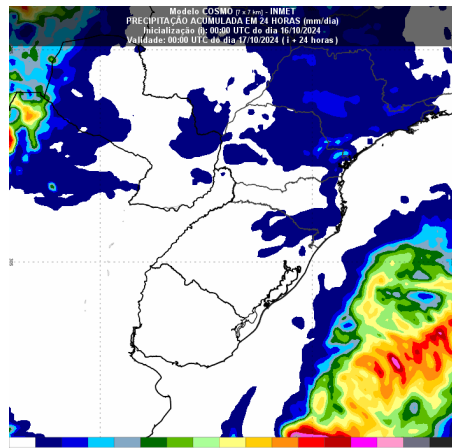 Modelo COSMO [7 x 7 km] - INMET
PRECIPITAÇÃO ACUMULADA EM 24 HORAS (mm/dia)
Inicialização (i): 00:00 UTC do dia 16/10/2024
Validade: 00:00 UTC do dia 17/10/2024 ( i + 24 horas )